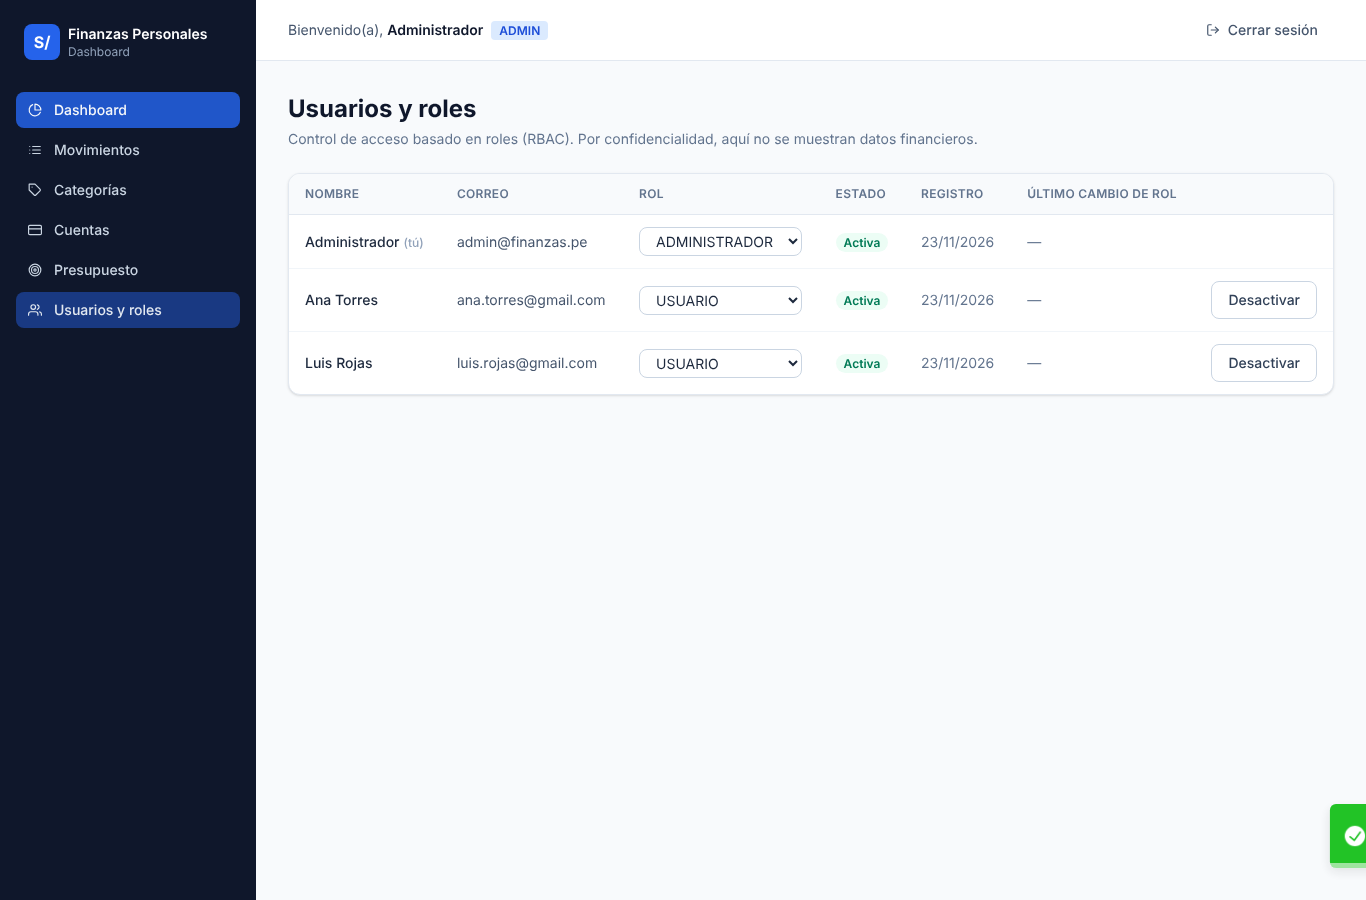 S/
Finanzas Personales
Dashboard
Dashboard
Movimientos
Categorías
Cuentas
Presupuesto
Usuarios y roles
Bienvenido(a), Administrador ADMIN
Cerrar sesión
Usuarios y roles
Control de acceso basado en roles (RBAC). Por confidencialidad, aquí no se muestran datos financieros.
NOMBRE CORREO ROL ESTADO REGISTRO ÚLTIMO CAMBIO DE ROL
Administrador (tú) admin@finanzas.pe ADMINISTRADOR Activa 23/11/2026 —
Ana Torres ana.torres@gmail.com USUARIO Activa 23/11/2026 — Desactivar
Luis Rojas luis.rojas@gmail.com USUARIO Activa 23/11/2026 — Desactivar